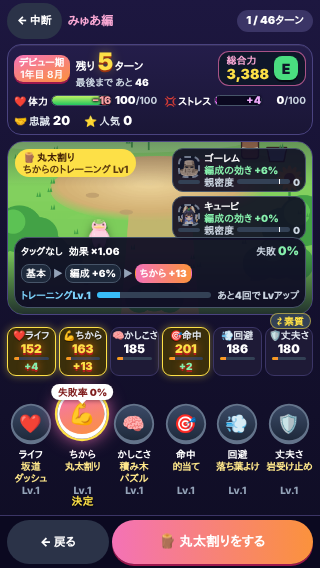 ← 中断 みゅあ編 1 / 46ターン
デビュー期
1年目 8月
残り5ターン
最後まで あと 46
総合力
3,388 E
体力 -16 100/100 ストレス +4 0/100
忠誠 20 人気 0
丸太割り
ちからのトレーニング Lv1
ゴーレム
編成の効き +6%
親密度 0
キュービ
編成の効き +0%
親密度 0
タッグなし 効果 ×1.06 失敗 0%
基本 ▶ 編成 +6% ▶ ちから +13
トレーニングLv.1 あと4回で Lvアップ
素質
ライフ ちから かしこさ 命中 回避 丈夫さ
152 163 185 201 186 180
+4 +13 +2
失敗率 0%
ライフ ちから かしこさ 命中 回避 丈夫さ
坂道
ダッシュ
丸太割り
積み木
パズル
的当て
落ち葉よけ
岩受け止め
Lv.1 Lv.1 Lv.1 Lv.1 Lv.1 Lv.1
決定
← 戻る 丸太割りをする